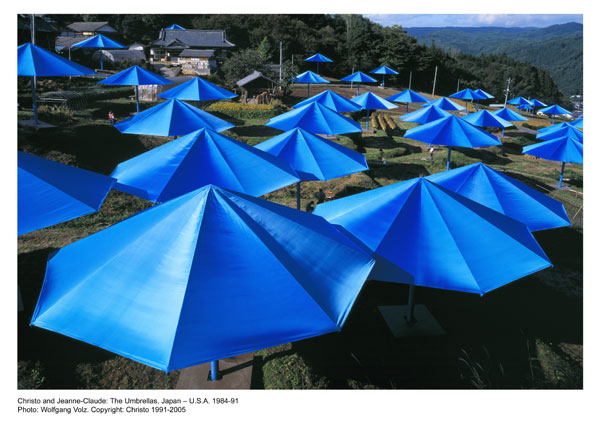 Christo and Jeanne-Claude: The Umbrellas, Japan – U.S.A. 1984-91
Photo: Wolfgang Volz. Copyright: Christo 1991-2005